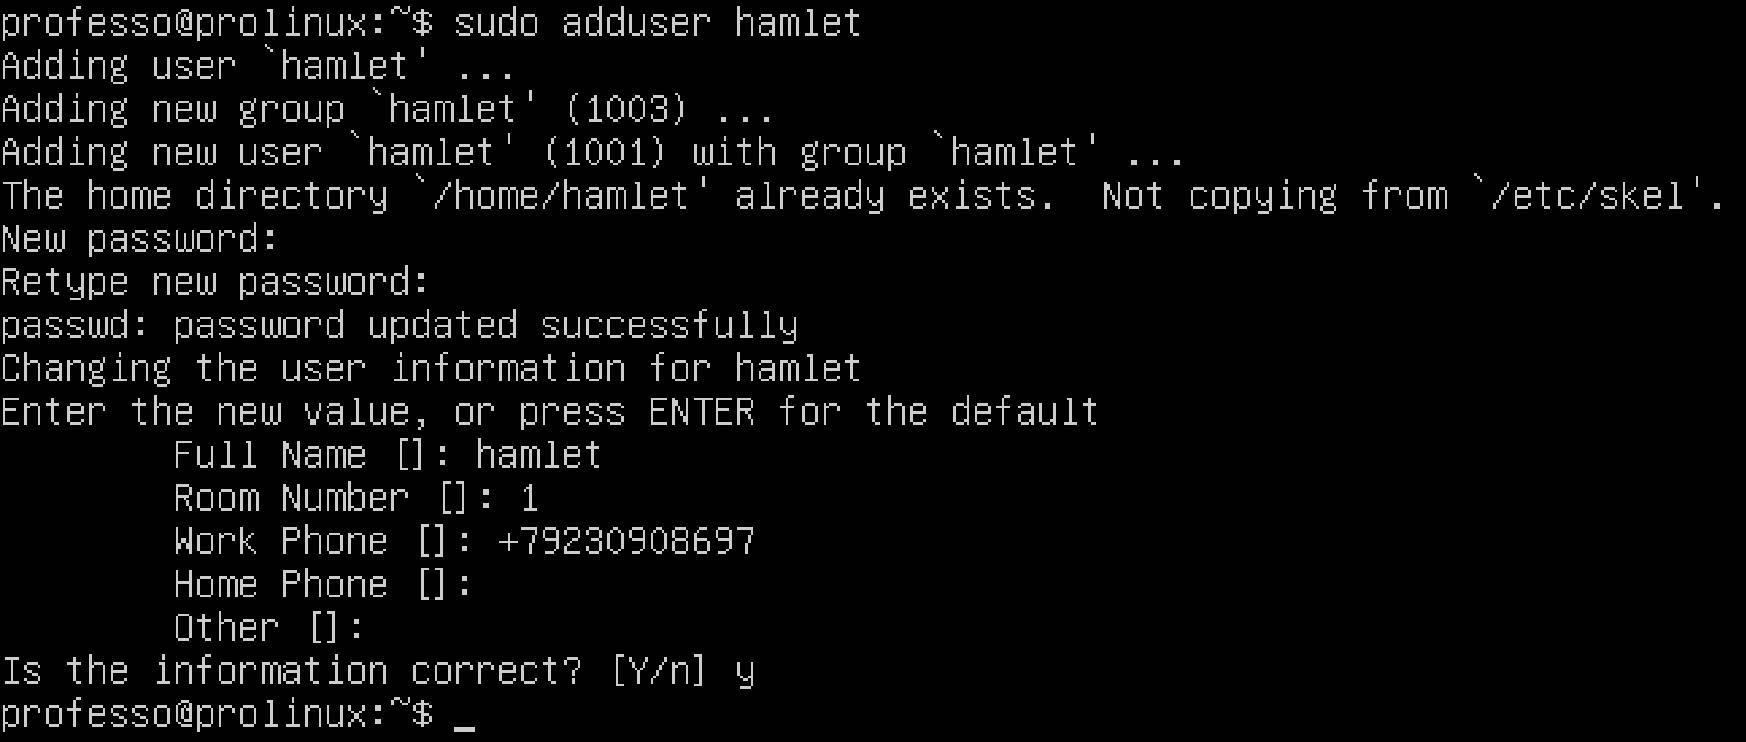 professo@prolinux:~$ sudo adduser hamlet
Adding user `hamlet' ...
Adding new group `hamlet' (1003) ...
Adding new user `hamlet' (1001) with group `hamlet' ...
The home directory `/home/hamlet' already exists.  Not copying from `/etc/skel'.
New password:
Retype new password:
passwd: password updated successfully
Changing the user information for hamlet
Enter the new value, or press ENTER for the default
        Full Name []: hamlet
        Room Number []: 1
        Work Phone []: +79230908697
        Home Phone []:
        Other []:
Is the information correct? [Y/n] y
professo@prolinux:~$ _